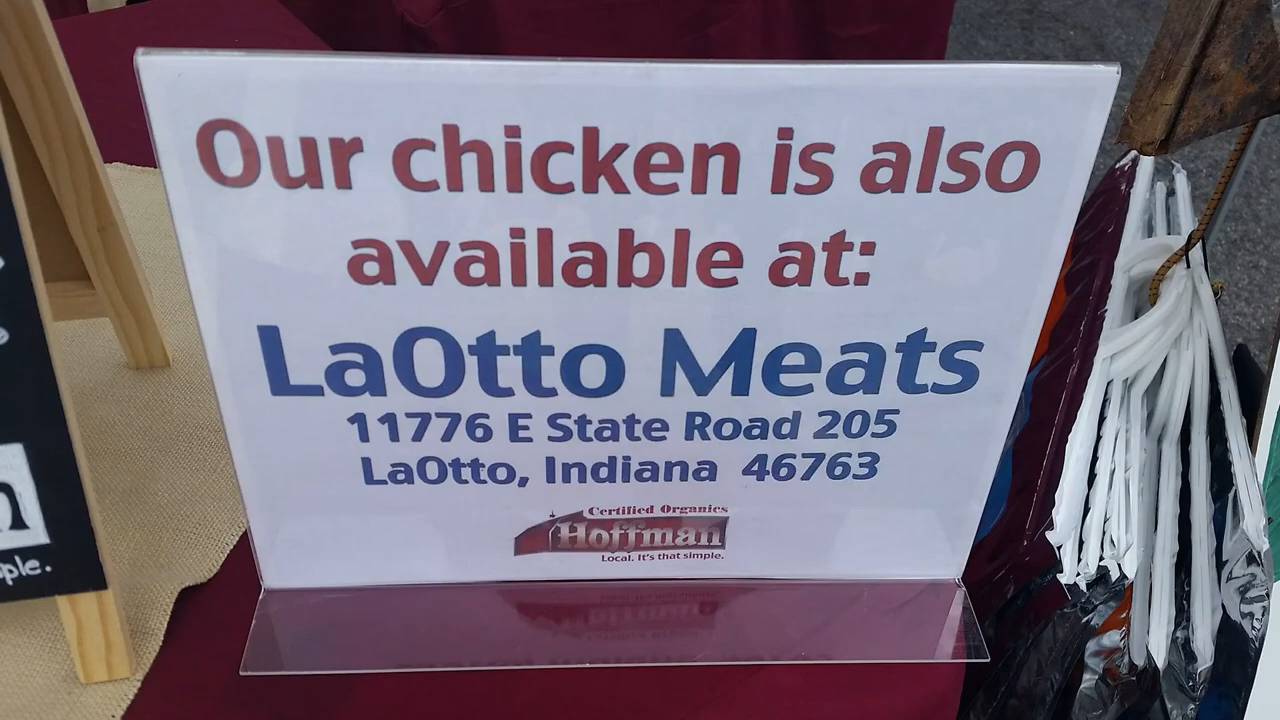 Our chicken is also
available at:
LaOtto Meats
11776 E State Road 205
LaOtto, Indiana 46763
Certified Organics
Hoffman
Local. It's that simple.